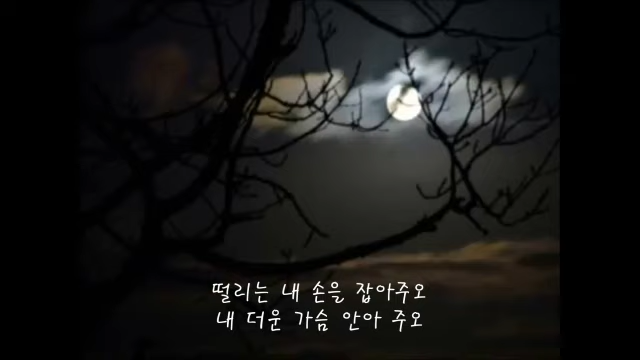 떨리는 내 손을 잡아주오
내 더운 가슴 안아 주오